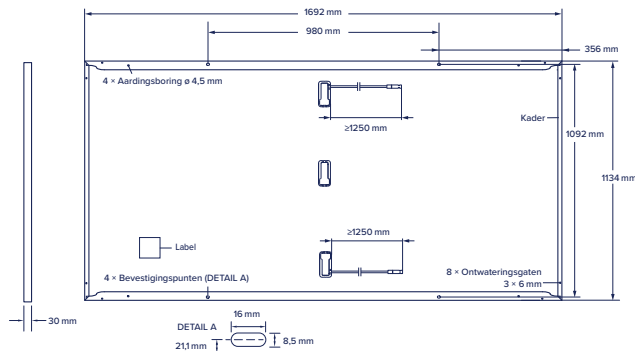 1692 mm
980 mm
356 mm
4 × Aardingsboring ø 4,5 mm
≥1250 mm
Kader
1092 mm
1134 mm
≥1250 mm
Label
4 × Bevestigingspunten (DETAIL A)
8 × Ontwateringsgaten
3 × 6 mm
30 mm
DETAIL A
16 mm
21,1 mm
8,5 mm